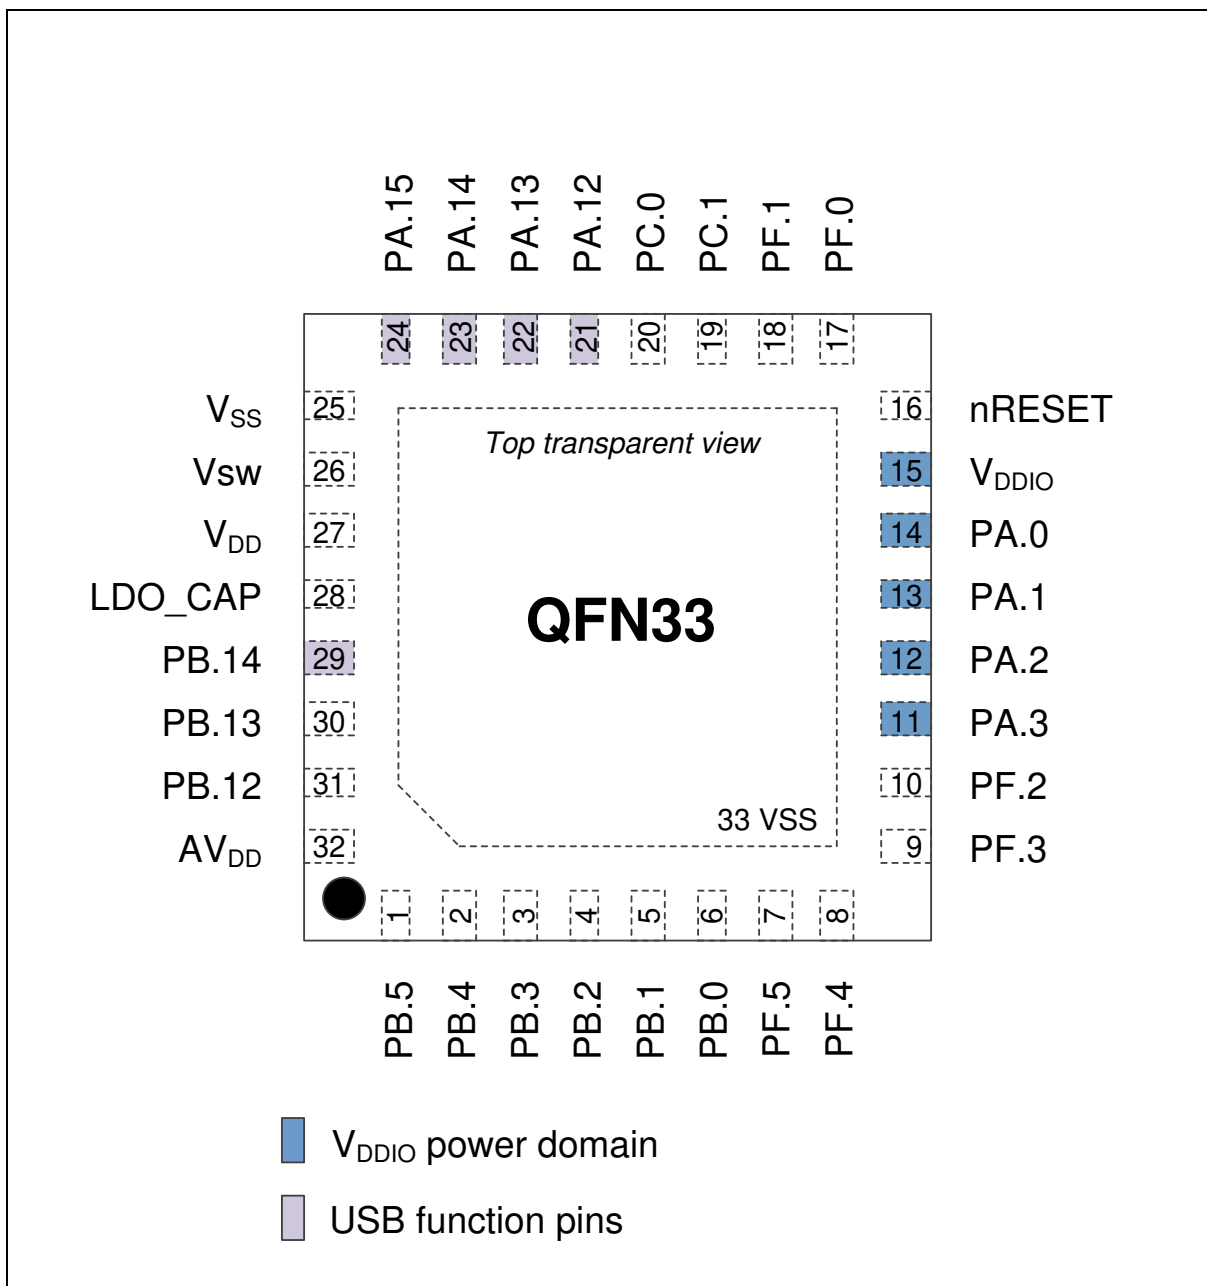 PA.15 PA.14 PA.13 PA.12 PC.0 PC.1 PF.1 PF.0
24 23 22 21 20 19 18 17
VSS 25 16 nRESET
Top transparent view
Vsw 26 15 VDDIO
VDD 27 14 PA.0
LDO_CAP 28 13 PA.1
QFN33
PB.14 29 12 PA.2
PB.13 30 11 PA.3
PB.12 31 10 PF.2
33 VSS
AVDD 32 9 PF.3
1 2 3 4 5 6 7 8
PB.5 PB.4 PB.3 PB.2 PB.1 PB.0 PF.5 PF.4
VDDIO power domain
USB function pins